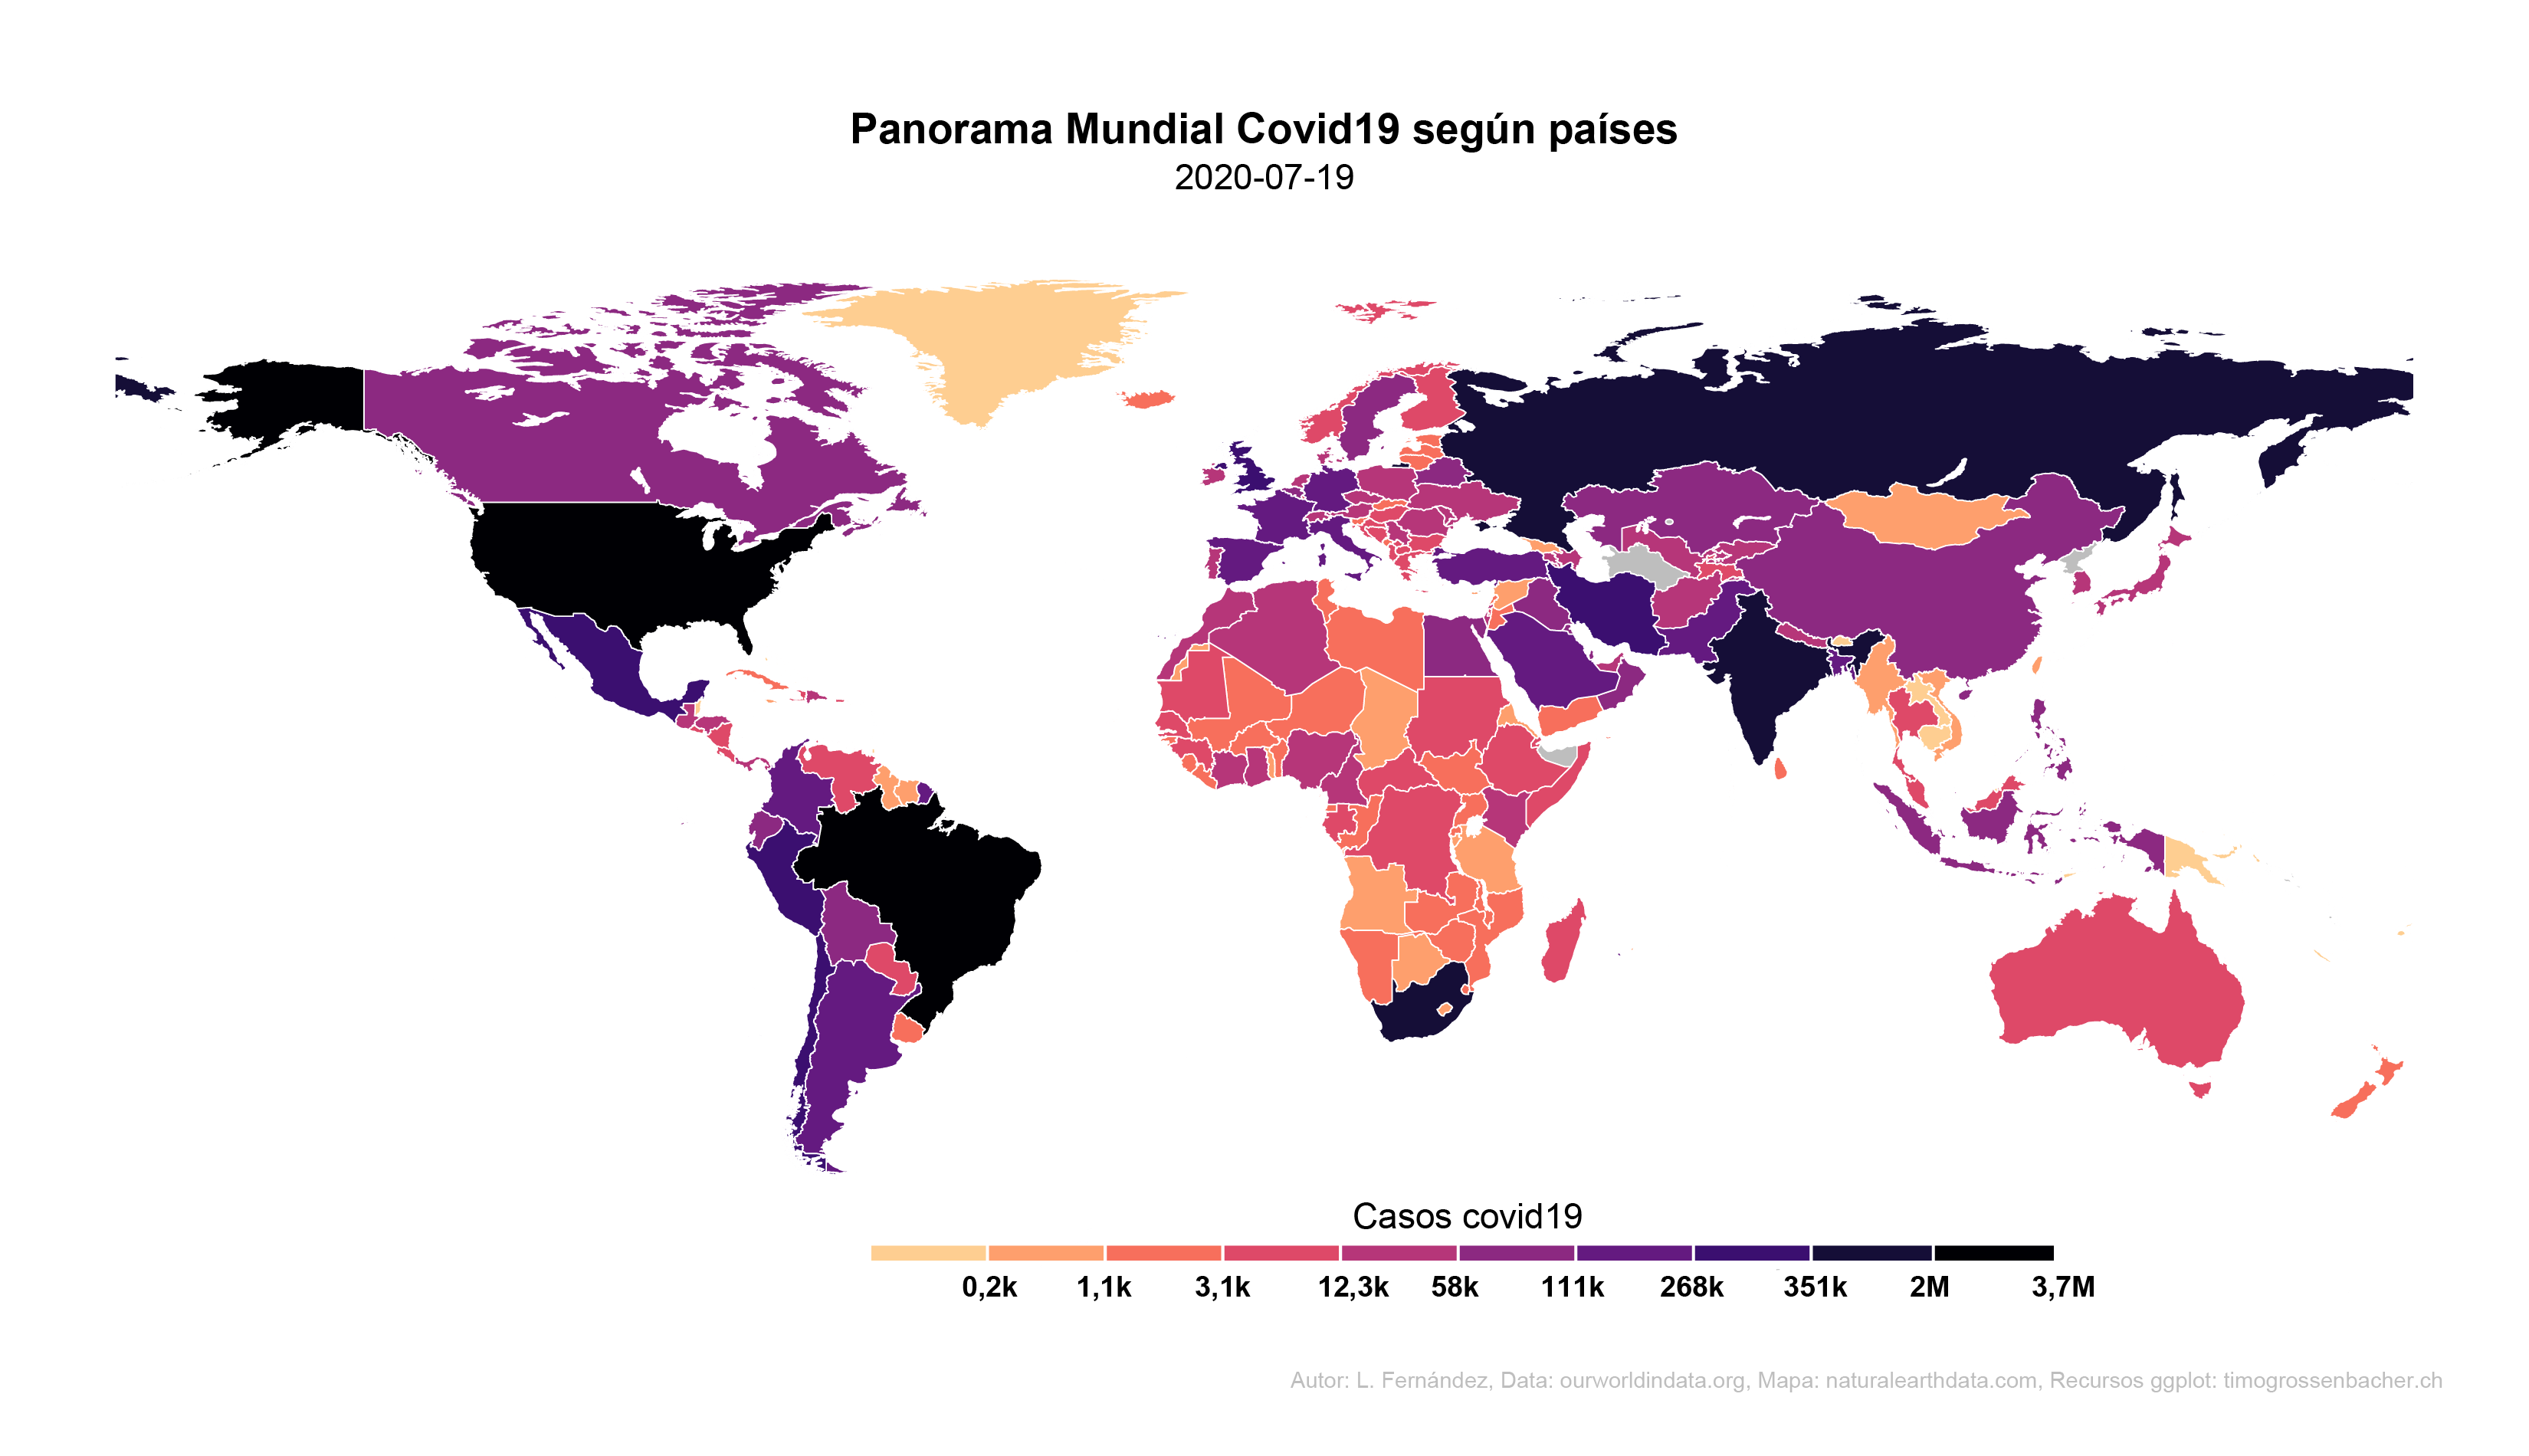 Panorama Mundial Covid19 según países
2020-07-19
Casos covid19
0,2k 1,1k 3,1k 12,3k 58k 111k 268k 351k 2M 3,7M
Autor: L. Fernández, Data: ourworldindata.org, Mapa: naturalearthdata.com, Recursos ggplot: timogrossenbacher.ch